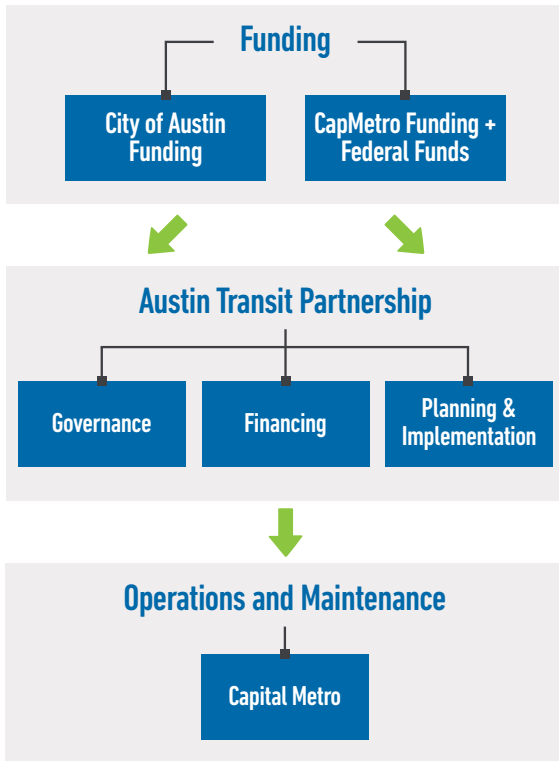 Funding
City of Austin
Funding
CapMetro Funding +
Federal Funds
Austin Transit Partnership
Governance
Financing
Planning &
Implementation
Operations and Maintenance
Capital Metro